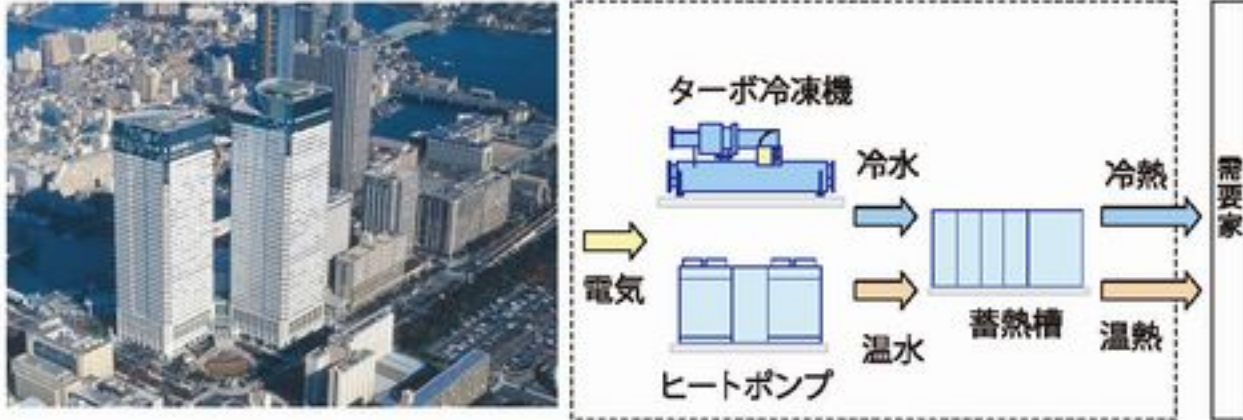 ターボ冷凍機
冷水
冷熱
電気
温水
蓄熱槽
温熱
ヒートポンプ
需要家